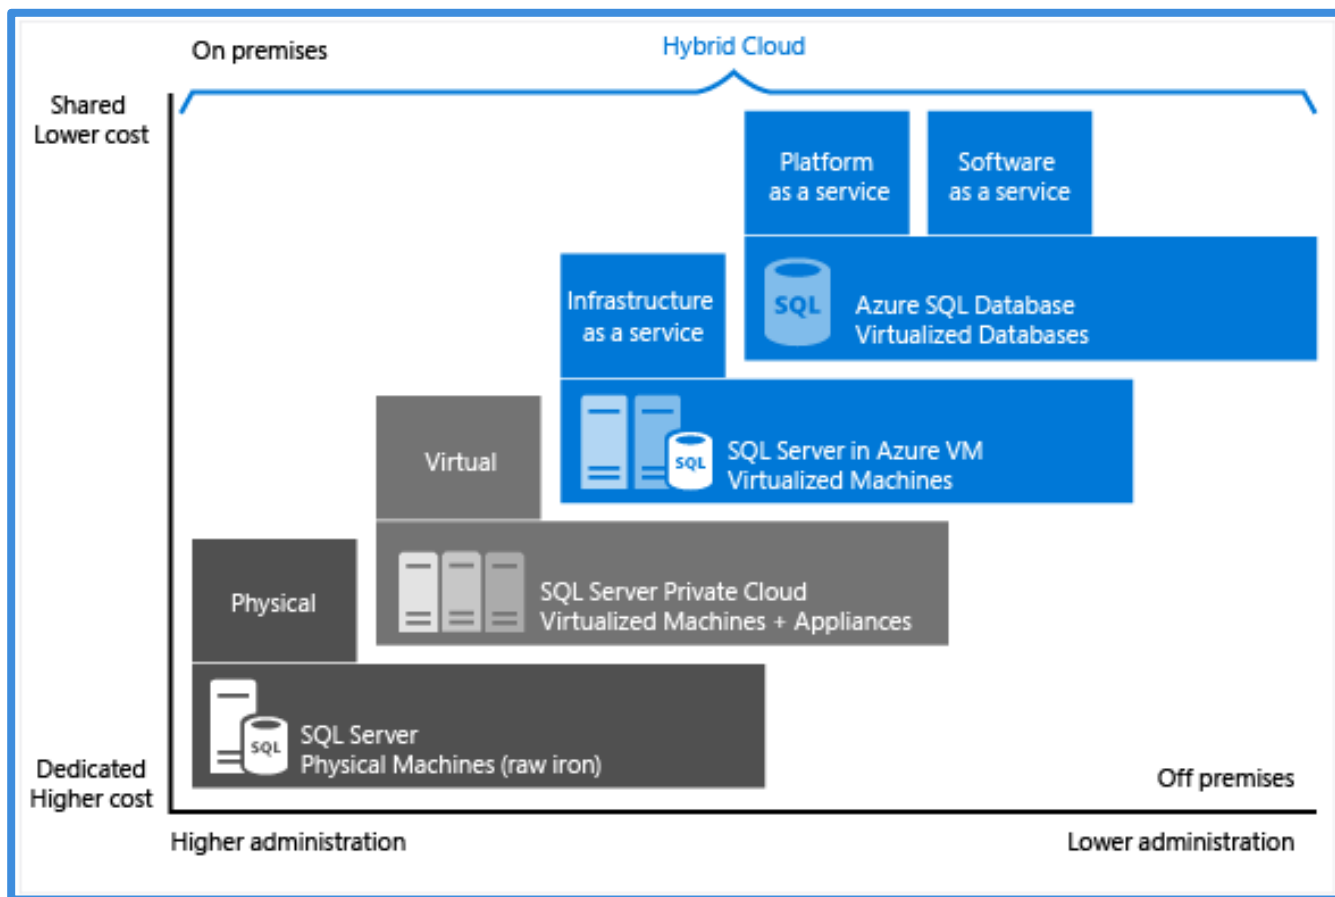 On premises
Hybrid Cloud
Shared
Lower cost
Platform
as a service
Software
as a service
Infrastructure
as a service
SQL
Azure SQL Database
Virtualized Databases
Virtual
SQL
SQL Server in Azure VM
Virtualized Machines
Physical
SQL Server Private Cloud
Virtualized Machines + Appliances
SQL
SQL Server
Physical Machines (raw iron)
Dedicated
Higher cost
Off premises
Higher administration
Lower administration